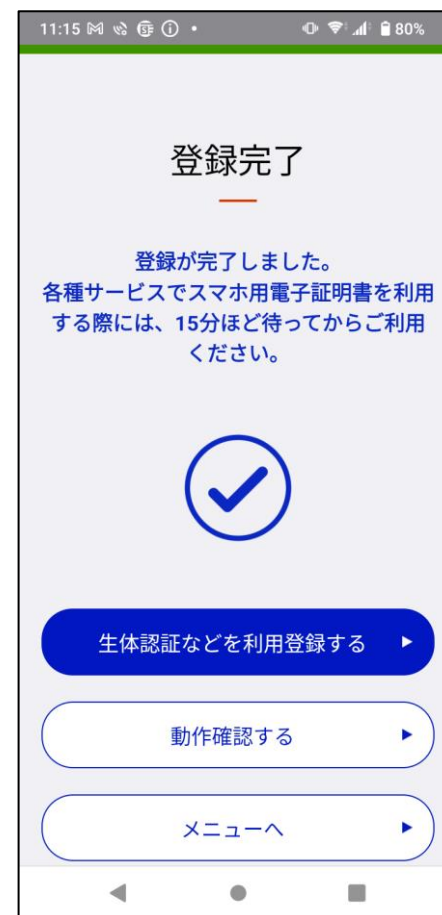 11:15
80%
登録完了
登録が完了しました。
各種サービスでスマホ用電子証明書を利用
する際には、15分ほど待ってからご利用
ください。
生体認証などを利用登録する
動作確認する
メニューへ